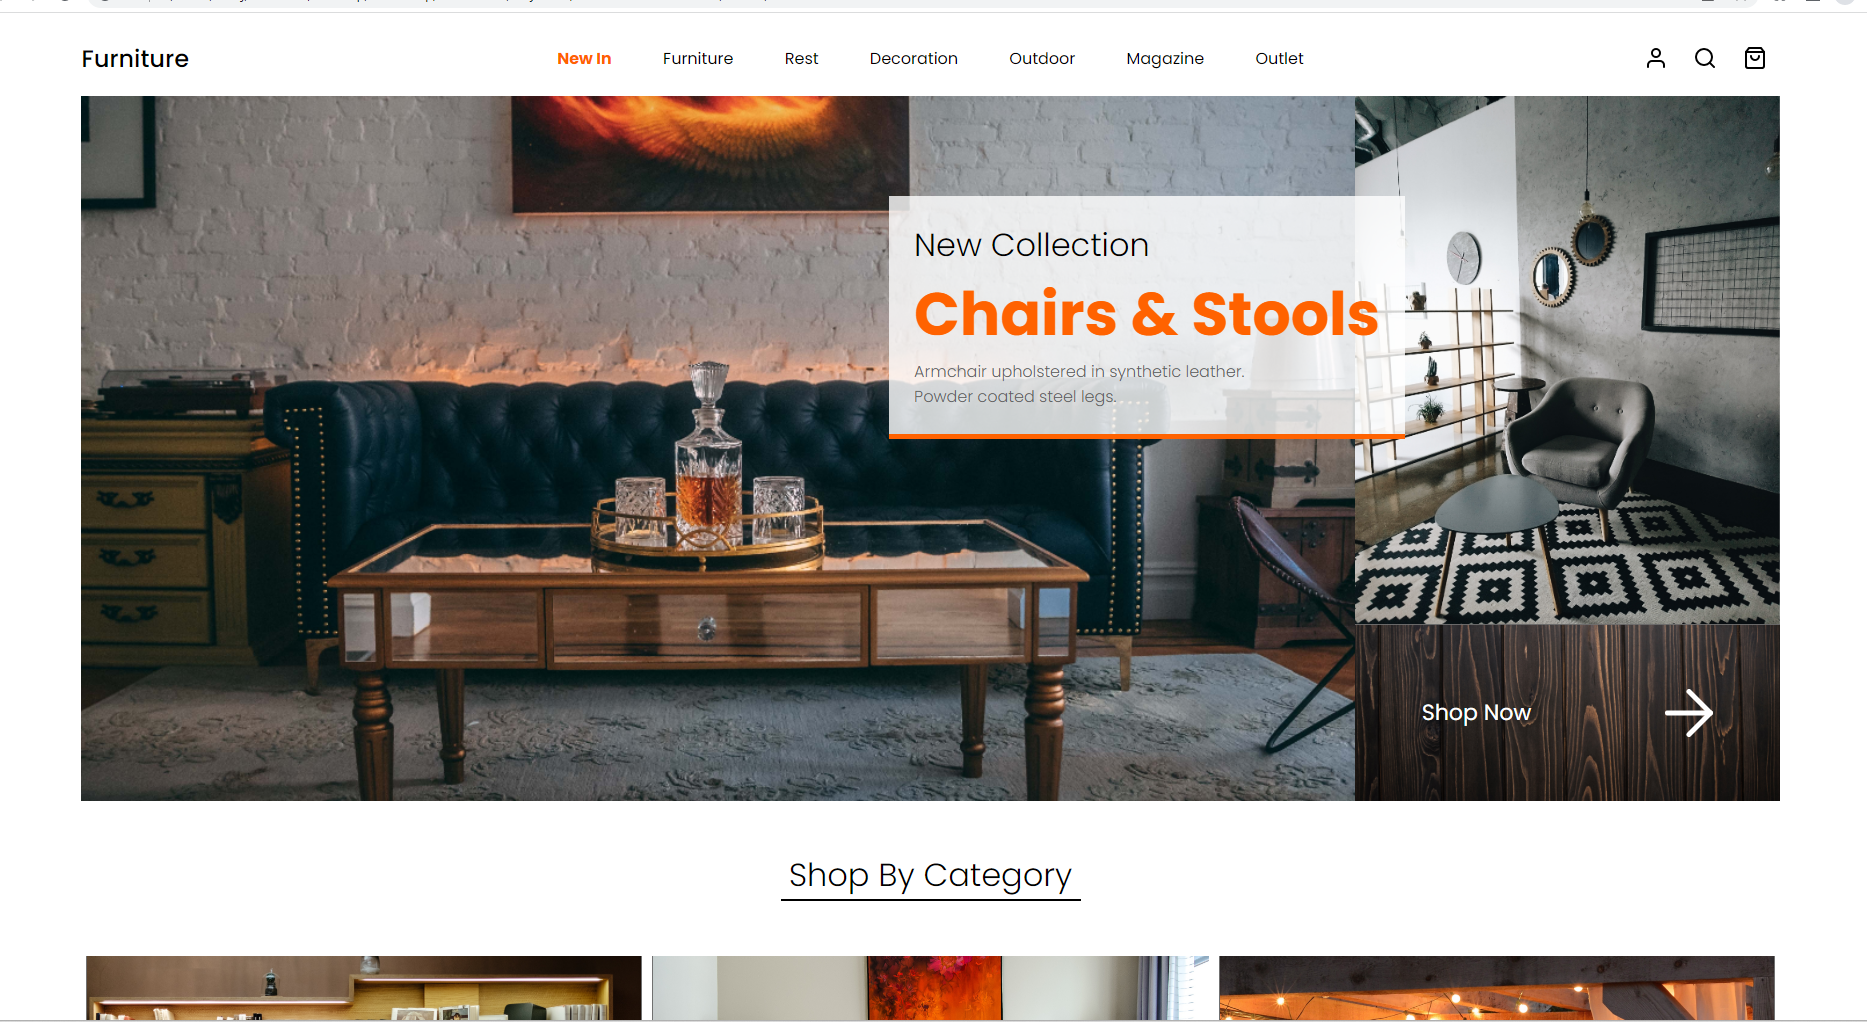 Furniture
New In
Furniture
Rest
Decoration
Outdoor
Magazine
Outlet
New Collection
Chairs & Stools
Armchair upholstered in synthetic leather.
Powder coated steel legs.
Shop Now
Shop By Category